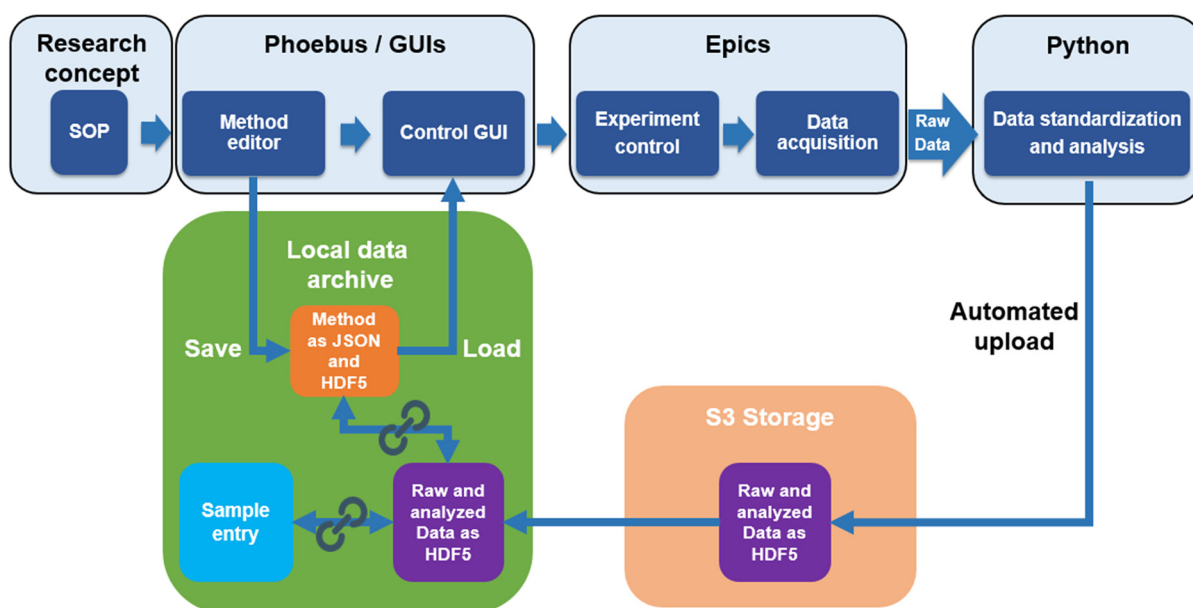 Research
concept
SOP
Phoebus / GUIs
Method
editor
Control GUI
Epics
Experiment
control
Data
acquisition
Raw
Data
Python
Data standardization
and analysis
Local data
archive
Save
Method
as JSON
and
HDF5
Load
Automated
upload
S3 Storage
Sample
entry
Raw and
analyzed
Data as
HDF5
Raw and
analyzed
Data as
HDF5